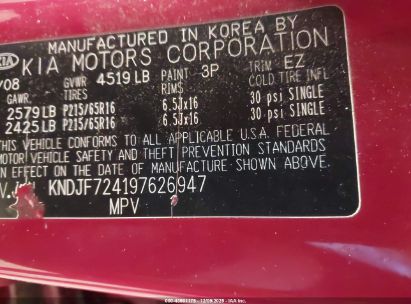 MANUFACTURED IN KOREA BY
KIA KIA MOTORS CORPORATION
/08 GVWR 4519 LB PAINT 3P TRIM EZ
GAWR TIRES RIMS COLD TIRE INFL
2579 LB P215/65R16 6.5Jx16 30 psi SINGLE
2425 LB P215/65R16 6.5Jx16 30 psi SINGLE
THIS VEHICLE CONFORMS TO ALL APPLICABLE U.S.A. FEDERAL
MOTOR VEHICLE SAFETY AND THEFT PREVENTION STANDARDS
IN EFFECT ON THE DATE OF MANUFACTURE SHOWN ABOVE.
KNDJF724197626947
MPV